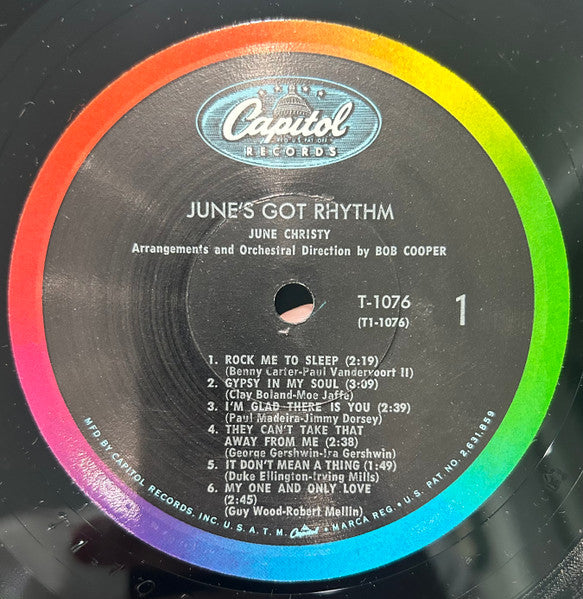 Capitol
REG U.S. PAT. OFF.
RECORDS
JUNE'S GOT RHYTHM
JUNE CHRISTY
Arrangements and Orchestral Direction by BOB COOPER
T-1076
(T1-1076)
1
1. ROCK ME TO SLEEP (2:19)
(Benny Carter-Paul Vandervoort II)
2. GYPSY IN MY SOUL (3:09)
(Clay Boland-Moe Jaffe)
3. I'M GLAD THERE IS YOU (2:39)
(Paul Madeira-Jimmy Dorsey)
4. THEY CAN'T TAKE THAT
AWAY FROM ME (2:38)
(George Gershwin-Ira Gershwin)
5. IT DON'T MEAN A THING (1:49)
(Duke Ellington-Irving Mills)
6. MY ONE AND ONLY LOVE
(2:45)
(Guy Wood-Robert Mellin)
MFD BY CAPITOL RECORDS, INC. U.S.A. T.M. Capitol MARCA REG. • U.S. PAT. NO. 2,631,859